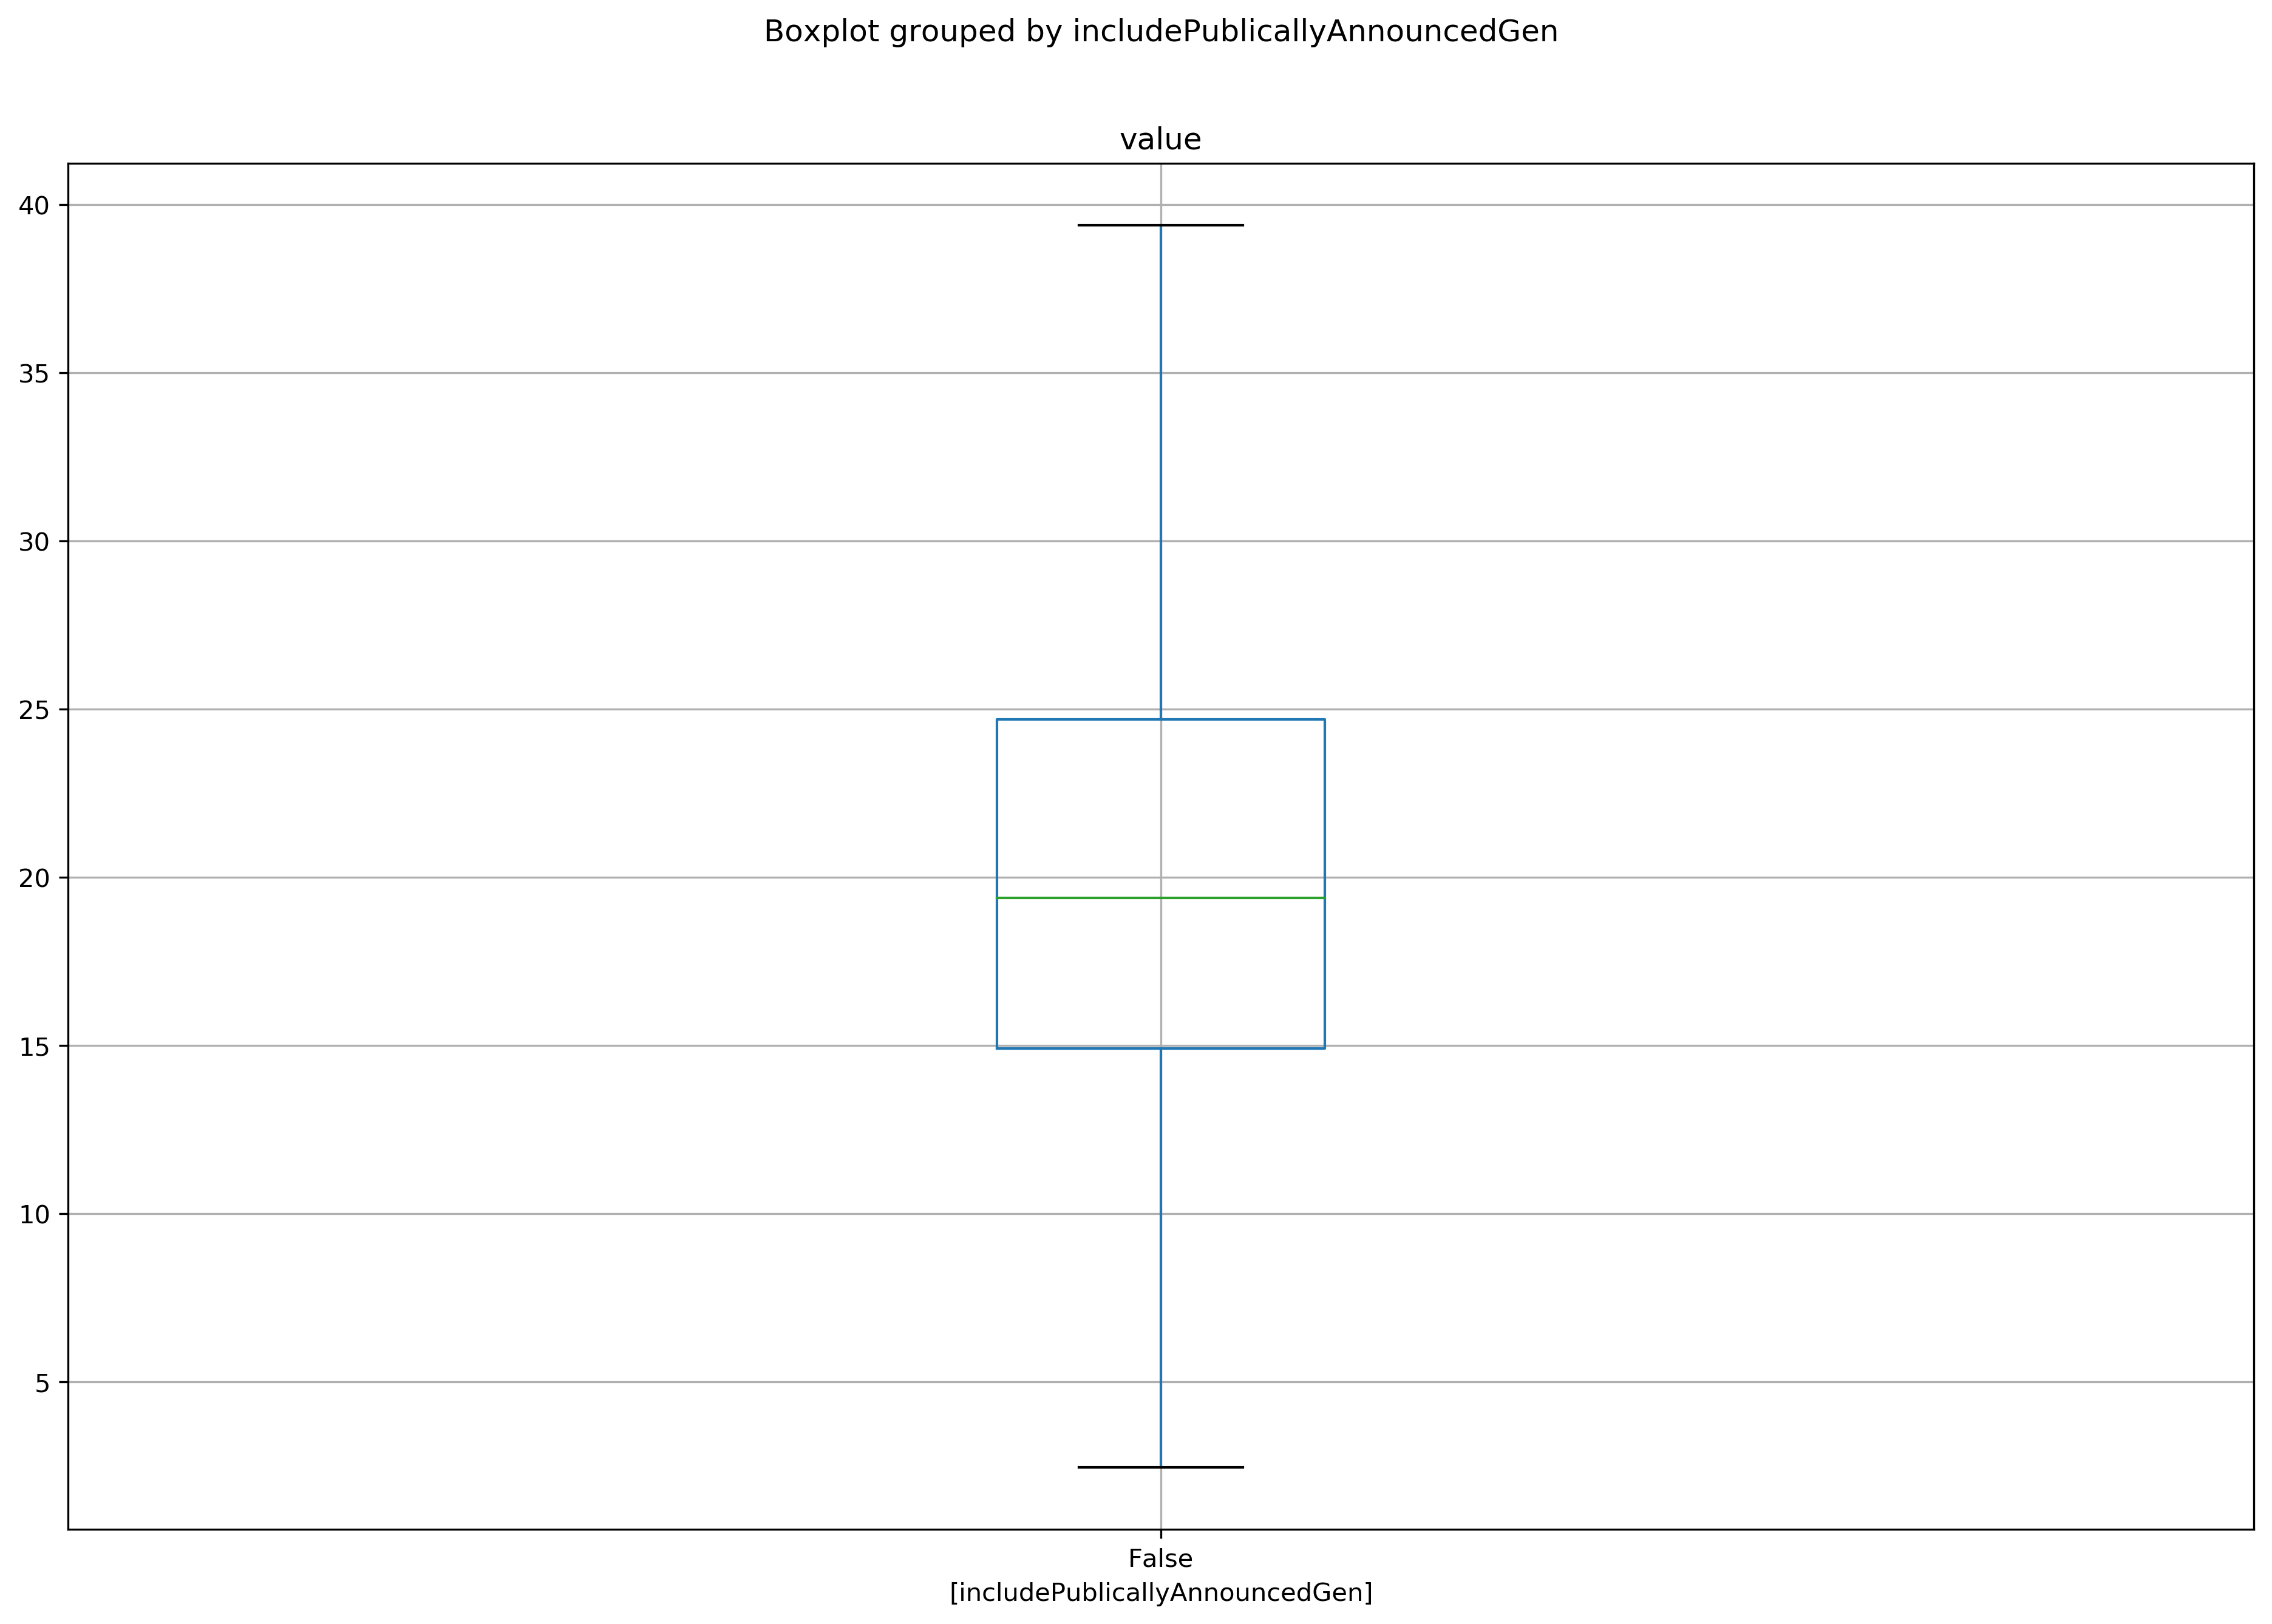 Boxplot grouped by includePublicallyAnnouncedGen
value
40
35
30
25
20
15
10
5
False
[includePublicallyAnnouncedGen]